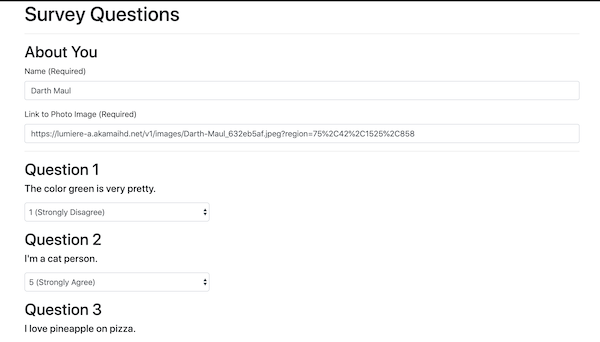 Survey Questions
About You
Name (Required)
Darth Maul
Link to Photo Image (Required)
https://lumiere-a.akamaihd.net/v1/images/Darth-Maul_632eb5af.jpeg?region=75%2C42%2C1525%2C858
Question 1
The color green is very pretty.
1 (Strongly Disagree)
Question 2
I'm a cat person.
5 (Strongly Agree)
Question 3
I love pineapple on pizza.